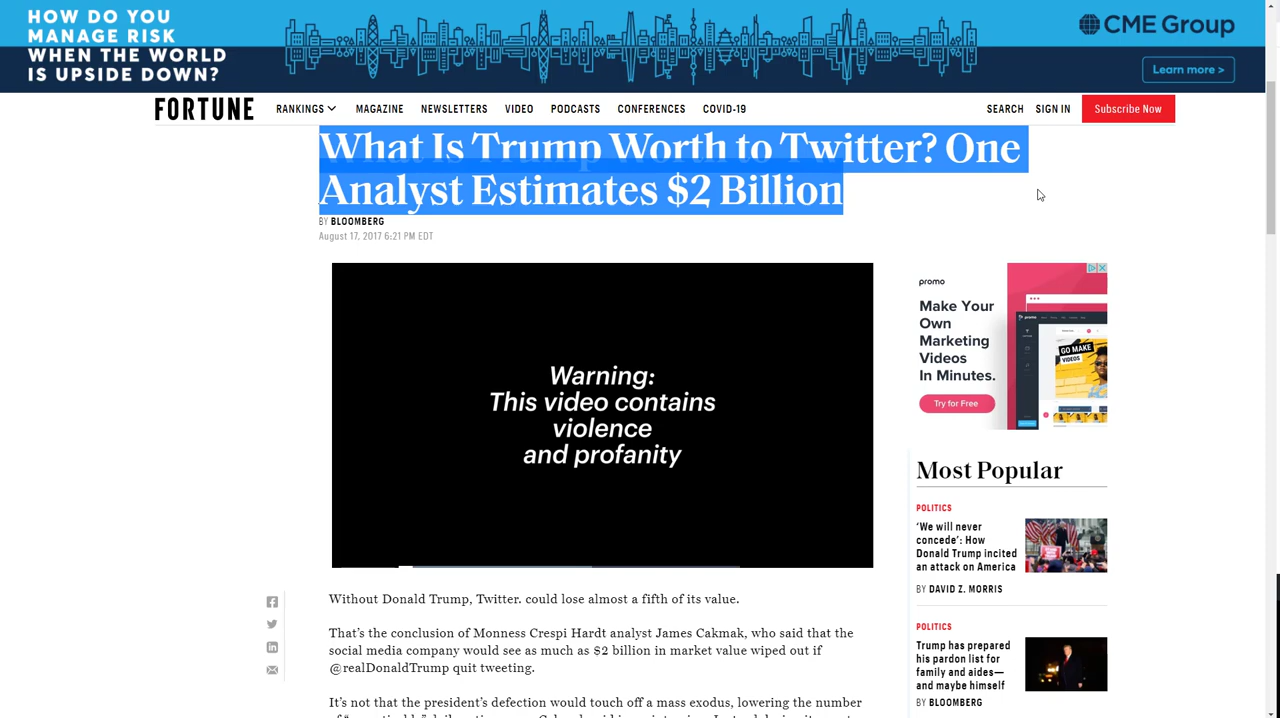 HOW DO YOU
MANAGE RISK
WHEN THE WORLD
IS UPSIDE DOWN?
CME Group
Learn more >
FORTUNE
RANKINGS
MAGAZINE
NEWSLETTERS
VIDEO
PODCASTS
CONFERENCES
COVID-19
SEARCH
SIGN IN
Subscribe Now
What Is Trump Worth to Twitter? One
Analyst Estimates $2 Billion
BY BLOOMBERG
August 17, 2017 6:21 PM EDT
Warning:
This video contains
violence
and profanity
Without Donald Trump, Twitter. could lose almost a fifth of its value.
That's the conclusion of Monness Crespi Hardt analyst James Cakmak, who said that the
social media company would see as much as $2 billion in market value wiped out if
@realDonaldTrump quit tweeting.
It's not that the president's defection would touch off a mass exodus, lowering the number
promo
Make Your
Own
Marketing
Videos
In Minutes.
Try for Free
GO MAKE
VIDEOS
Most Popular
POLITICS
'We will never
concede': How
Donald Trump incited
an attack on America
BY DAVID Z. MORRIS
POLITICS
Trump has prepared
his pardon list for
family and aides—
and maybe himself
BY BLOOMBERG